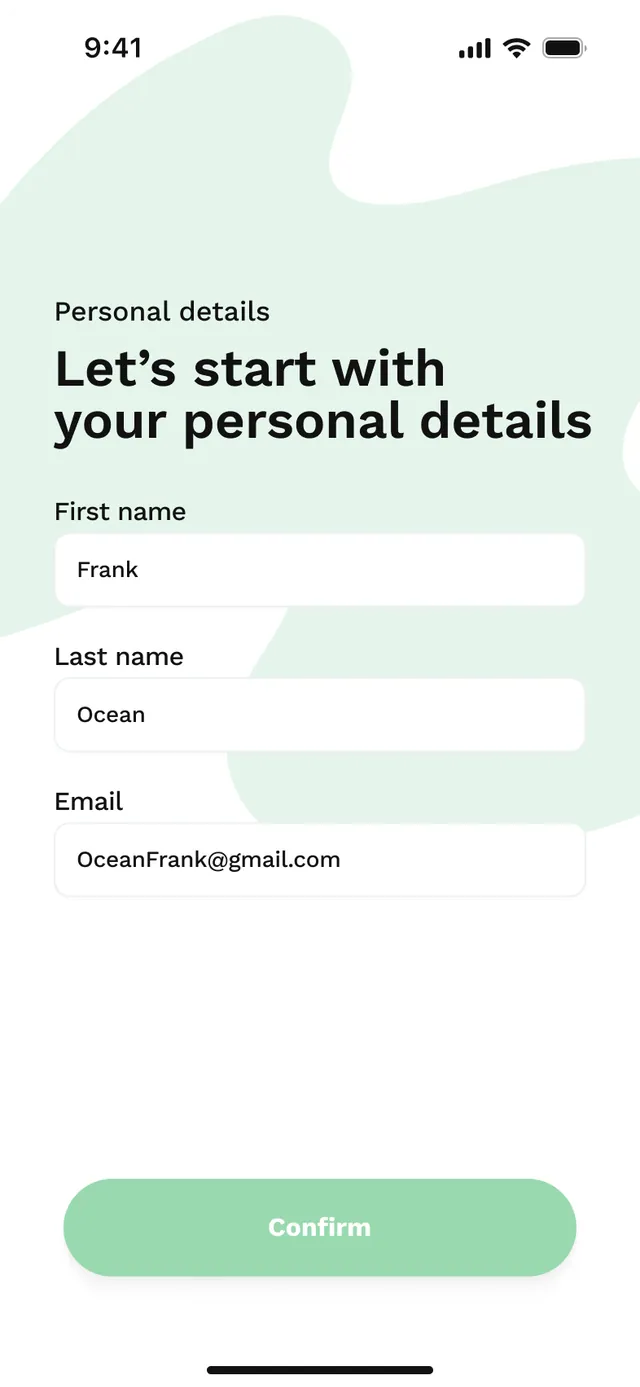 9:41
Personal details
Let’s start with
your personal details
First name
Frank
Last name
Ocean
Email
OceanFrank@gmail.com
Confirm